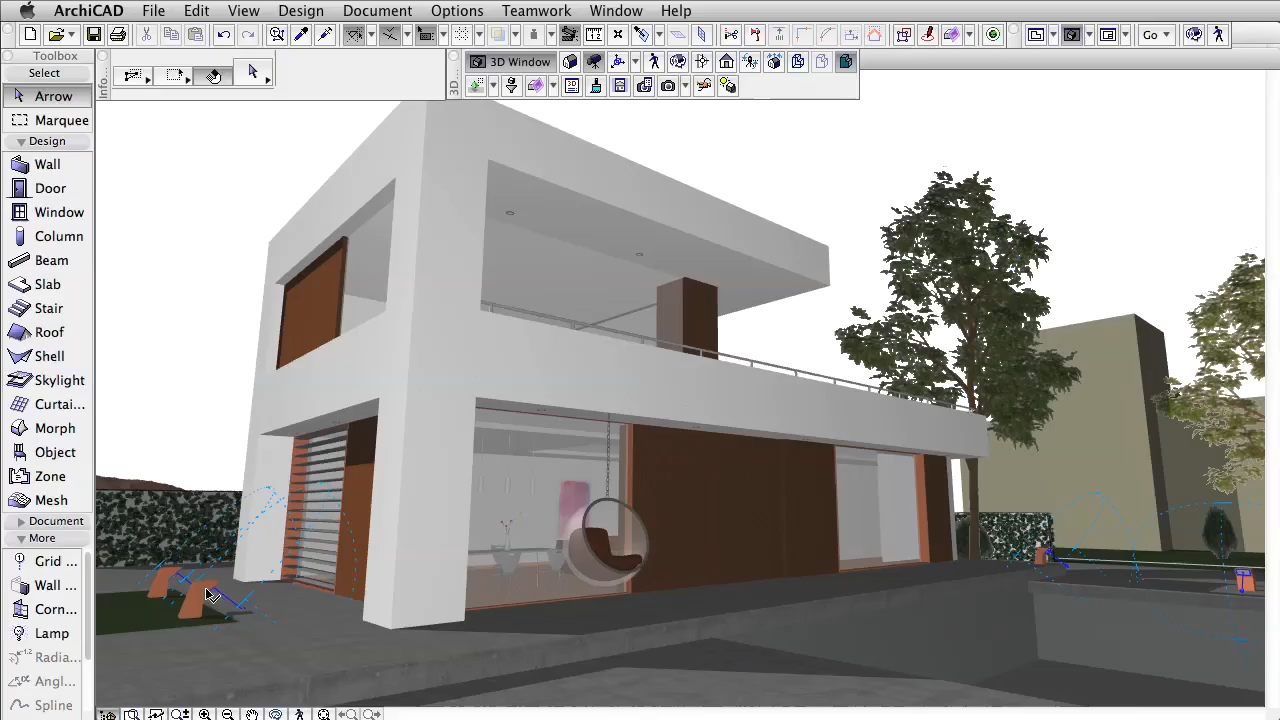 ArchiCAD File Edit View Design Document Options Teamwork Window Help
Go
Toolbox
Select
Arrow
Marquee
Design
Wall
Door
Window
Column
Beam
Slab
Stair
Roof
Shell
Skylight
Curtai...
Morph
Object
Zone
Mesh
Document
More
Grid ...
Wall ...
Corn...
Lamp
Radia...
Angl...
Spline
Info...
3D...
3D Window